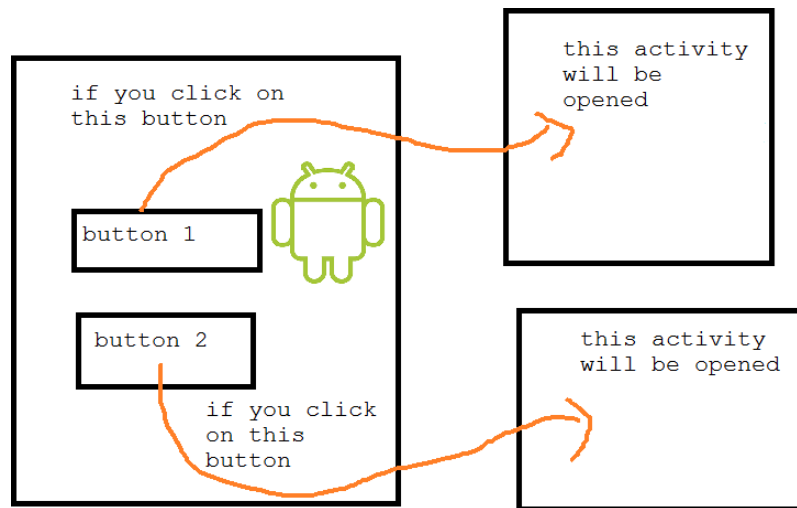 if you click on
this button
button 1
button 2
if you click
on this
button
this activity
will be
opened
this activity
will be opened